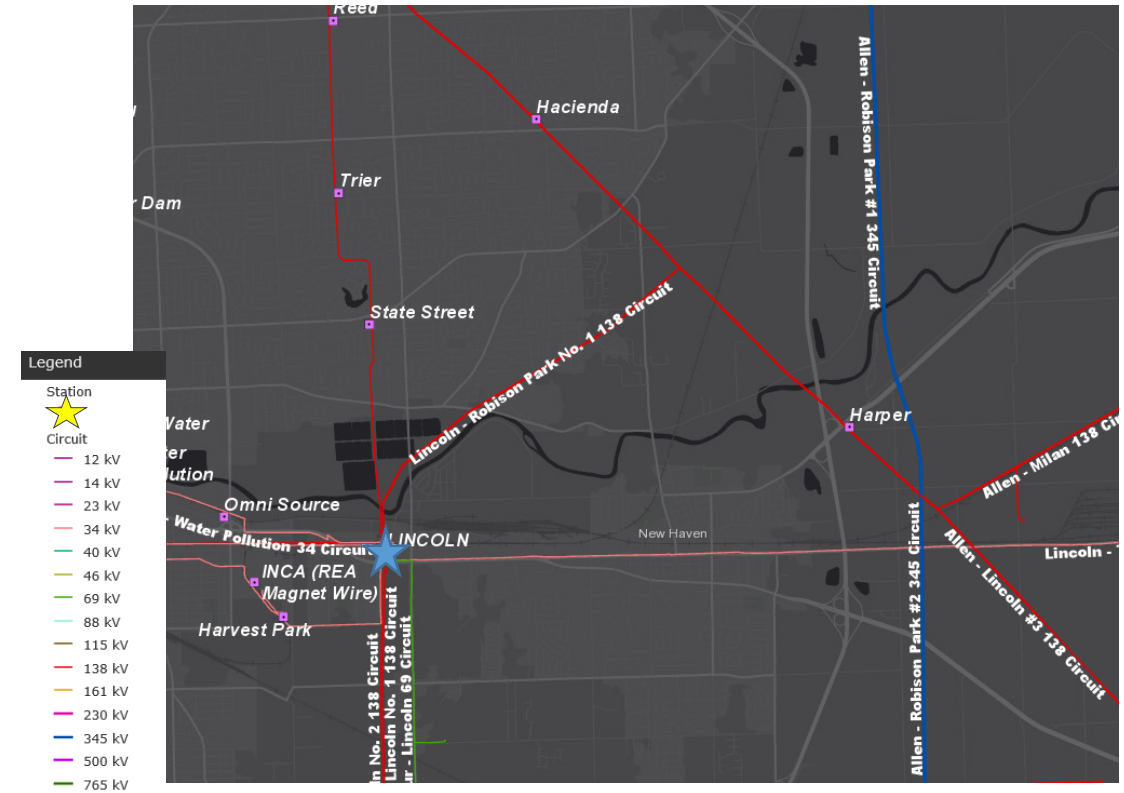 Reed
Hacienda
Trier
r Dam
Allen - Robison Park #1 345 Circuit
State Street
Lincoln - Robison Park No. 1 138 Circuit
Legend
Station
Circuit
12 kV
14 kV
23 kV
34 kV
40 kV
46 kV
69 kV
88 kV
115 kV
138 kV
161 kV
230 kV
345 kV
500 kV
765 kV
Water
ter
lution
Harper
Allen - Milan 138 Cir
Omni Source
- Water Pollution 34 Circuit
LINCOLN
New Haven
Lincoln -
INCA (REA
Magnet Wire)
Harvest Park
Allen - Lincoln #3 138 Circuit
Allen - Robison Park #2 345 Circuit
ln No. 2 138 Circuit
Lincoln No. 1 138 Circuit
ur - Lincoln 69 Circuit